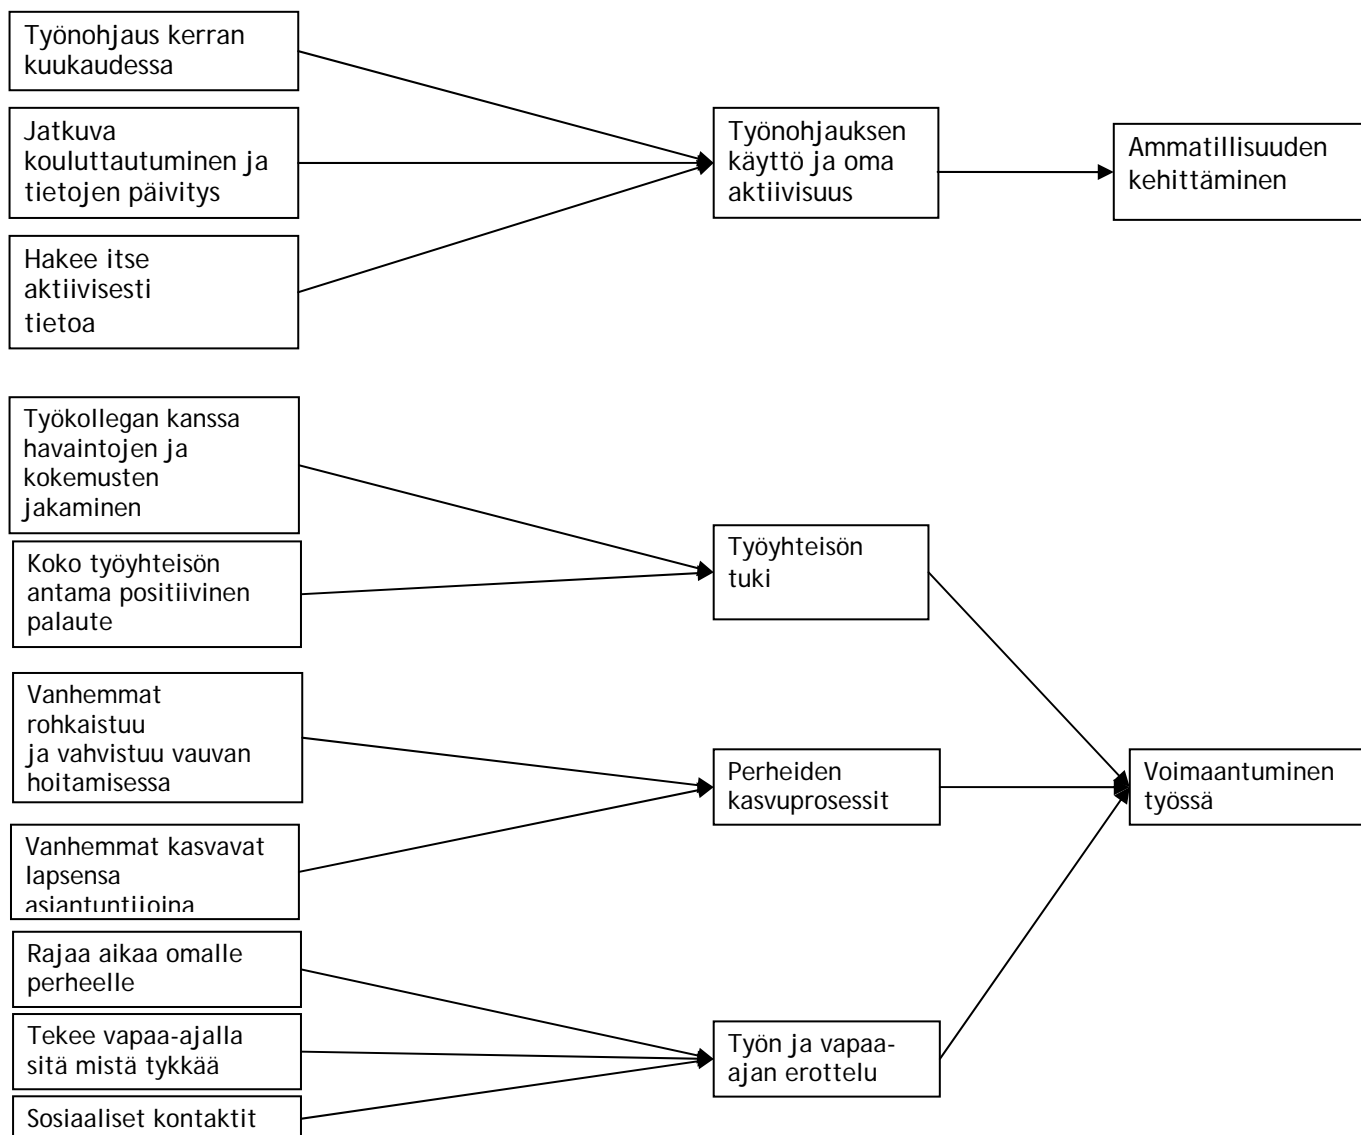 Työnohjaus kerran
kuukaudessa
Jatkuva
kouluttautuminen ja
tietojen päivitys
Hakee itse
aktiivisesti
tietoa
Työnohjauksen
käyttö ja oma
aktiivisuus
Ammatillisuuden
kehittäminen
Työkollegan kanssa
havaintojen ja
kokemusten
jakaminen
Koko työyhteisön
antama positiivinen
palaute
Työyhteisön
tuki
Vanhemmat
rohkaistuu
ja vahvistuu vauvan
hoitamisessa
Vanhemmat kasvavat
lapsensa
asiantuntijoina
Perheiden
kasvuprosessit
Voimaantuminen
työssä
Rajaa aikaa omalle
perheelle
Tekee vapaa-ajalla
sitä mistä tykkää
Sosiaaliset kontaktit
Työn ja vapaa-
ajan erottelu